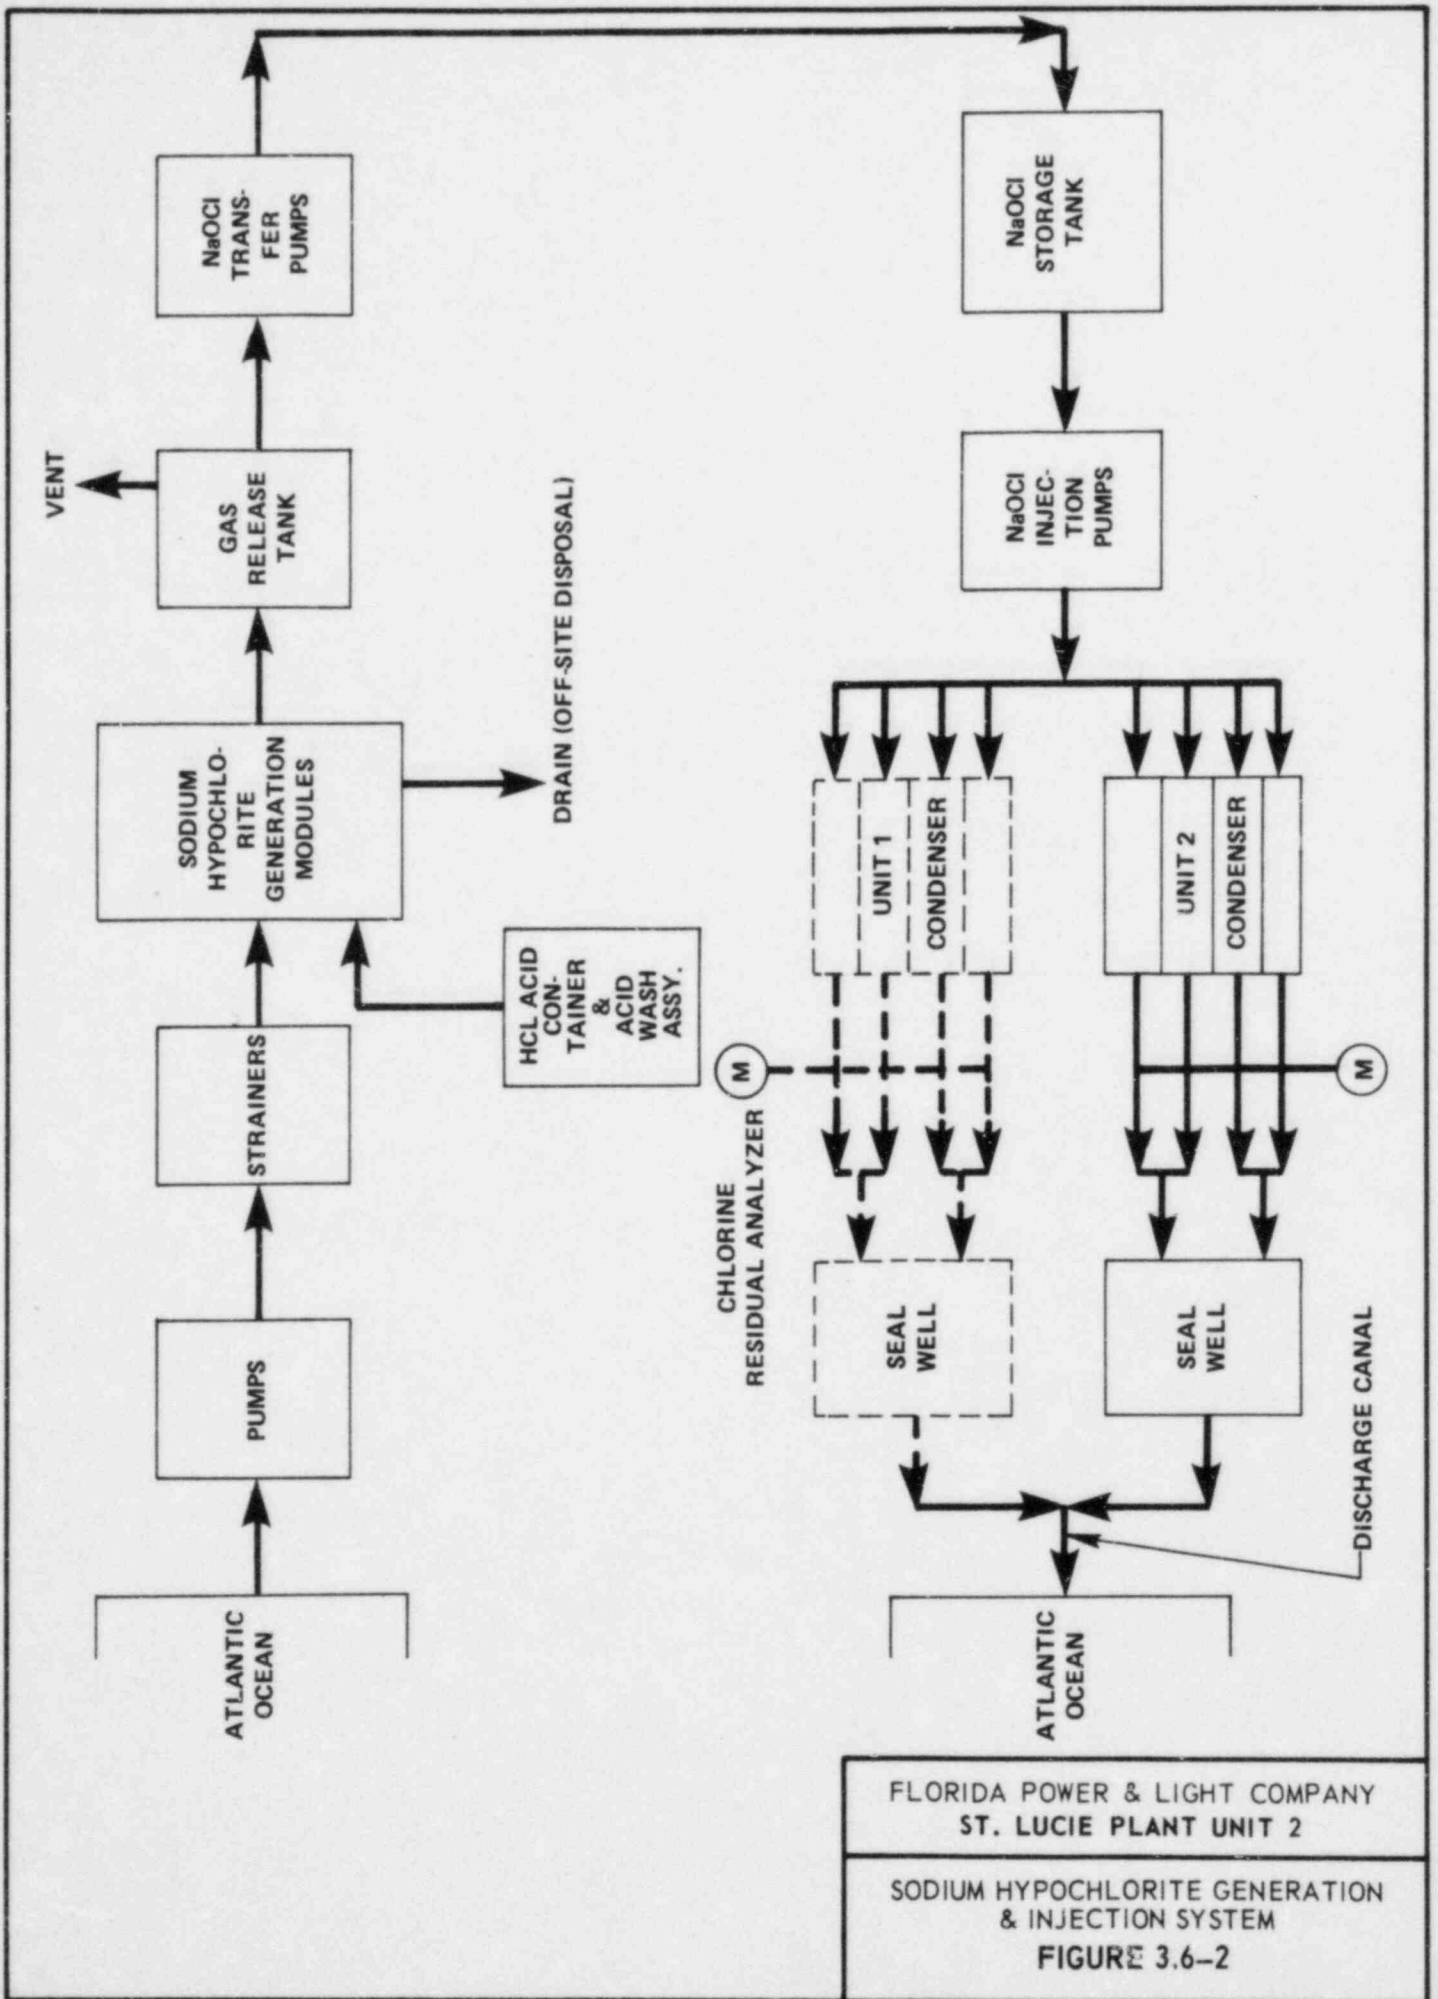 ATLANTIC
OCEAN
PUMPS
STRAINERS
HCL ACID
CON-
TAINER
&
ACID
WASH
ASSY.
SODIUM
HYPOCHLO-
RITE
GENERATION
MODULES
DRAIN (OFF-SITE DISPOSAL)
GAS
RELEASE
TANK
VENT
NaOCl
TRANS-
FER
PUMPS
NaOCl
STORAGE
TANK
NaOCl
INJEC-
TION
PUMPS
UNIT 1
CONDENSER
UNIT 2
CONDENSER
M
CHLORINE
RESIDUAL ANALYZER
M
SEAL
WELL
SEAL
WELL
DISCHARGE CANAL
ATLANTIC
OCEAN
FLORIDA POWER & LIGHT COMPANY
ST. LUCIE PLANT UNIT 2
SODIUM HYPOCHLORITE GENERATION
& INJECTION SYSTEM
FIGURE 3.6–2